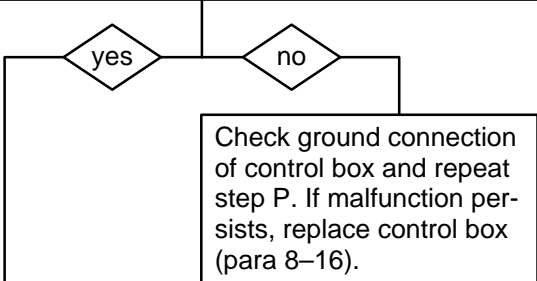 yes
no
Check ground connection
of control box and repeat
step P. If malfunction per-
sists, replace control box
(para 8–16).